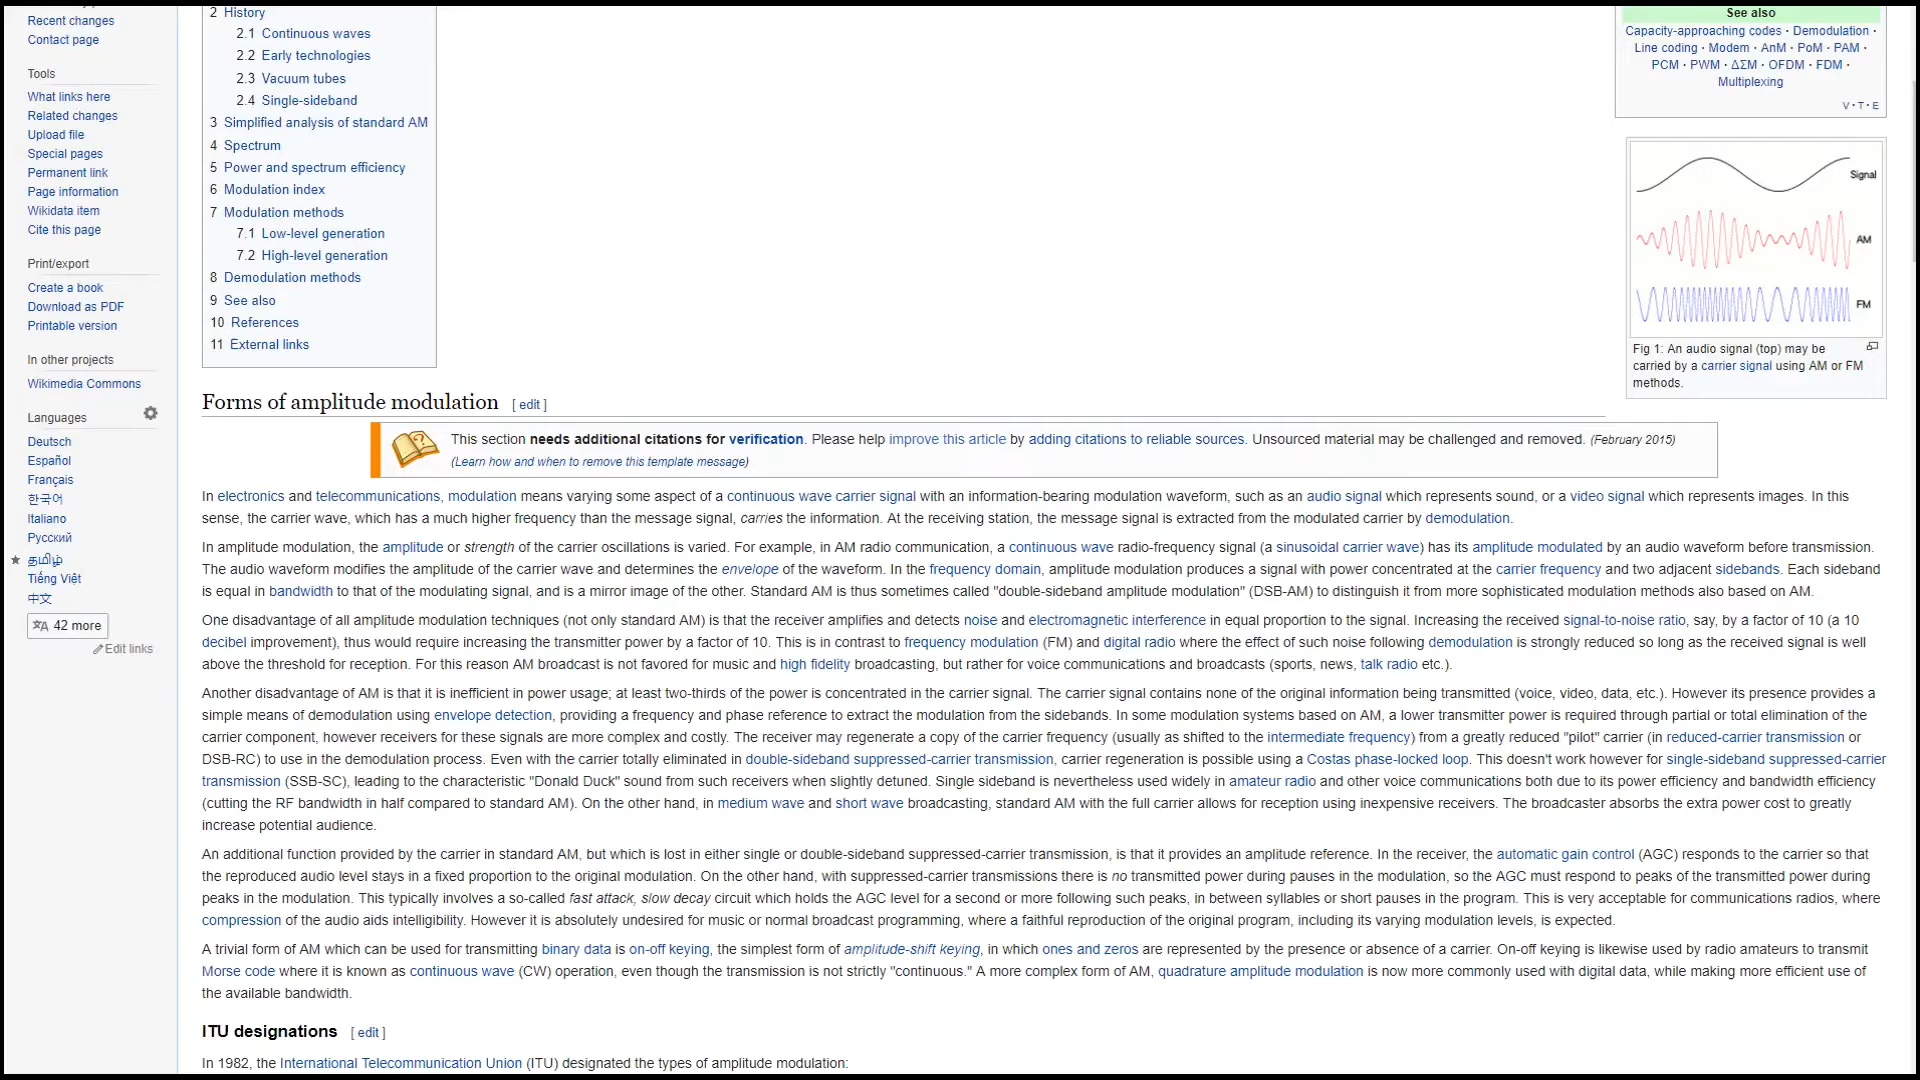 Recent changes
Contact page
Tools
What links here
Related changes
Upload file
Special pages
Permanent link
Page information
Wikidata item
Cite this page
Print/export
Create a book
Download as PDF
Printable version
In other projects
Wikimedia Commons
Languages
Deutsch
Español
Français
한국어
Italiano
Русский
தமிழ்
Tiếng Việt
中文
42 more
Edit links
2 History
2.1 Continuous waves
2.2 Early technologies
2.3 Vacuum tubes
2.4 Single-sideband
3 Simplified analysis of standard AM
4 Spectrum
5 Power and spectrum efficiency
6 Modulation index
7 Modulation methods
7.1 Low-level generation
7.2 High-level generation
8 Demodulation methods
9 See also
10 References
11 External links
See also
Capacity-approaching codes · Demodulation ·
Line coding · Modem · AnM · PoM · PAM ·
PCM · PWM · ΔΣM · OFDM · FDM ·
Multiplexing
V · T · E
Signal
AM
FM
Fig 1: An audio signal (top) may be
carried by a carrier signal using AM or FM
methods.
Forms of amplitude modulation [ edit ]
This section needs additional citations for verification. Please help improve this article by adding citations to reliable sources. Unsourced material may be challenged and removed. (February 2015)
(Learn how and when to remove this template message)
In electronics and telecommunications, modulation means varying some aspect of a continuous wave carrier signal with an information-bearing modulation waveform, such as an audio signal which represents sound, or a video signal which represents images. In this
sense, the carrier wave, which has a much higher frequency than the message signal, carries the information. At the receiving station, the message signal is extracted from the modulated carrier by demodulation.
In amplitude modulation, the amplitude or strength of the carrier oscillations is varied. For example, in AM radio communication, a continuous wave radio-frequency signal (a sinusoidal carrier wave) has its amplitude modulated by an audio waveform before transmission.
The audio waveform modifies the amplitude of the carrier wave and determines the envelope of the waveform. In the frequency domain, amplitude modulation produces a signal with power concentrated at the carrier frequency and two adjacent sidebands. Each sideband
is equal in bandwidth to that of the modulating signal, and is a mirror image of the other. Standard AM is thus sometimes called "double-sideband amplitude modulation" (DSB-AM) to distinguish it from more sophisticated modulation methods also based on AM.
One disadvantage of all amplitude modulation techniques (not only standard AM) is that the receiver amplifies and detects noise and electromagnetic interference in equal proportion to the signal. Increasing the received signal-to-noise ratio, say, by a factor of 10 (a 10
decibel improvement), thus would require increasing the transmitter power by a factor of 10. This is in contrast to frequency modulation (FM) and digital radio where the effect of such noise following demodulation is strongly reduced so long as the received signal is well
above the threshold for reception. For this reason AM broadcast is not favored for music and high fidelity broadcasting, but rather for voice communications and broadcasts (sports, news, talk radio etc.).
Another disadvantage of AM is that it is inefficient in power usage; at least two-thirds of the power is concentrated in the carrier signal. The carrier signal contains none of the original information being transmitted (voice, video, data, etc.). However its presence provides a
simple means of demodulation using envelope detection, providing a frequency and phase reference to extract the modulation from the sidebands. In some modulation systems based on AM, a lower transmitter power is required through partial or total elimination of the
carrier component, however receivers for these signals are more complex and costly. The receiver may regenerate a copy of the carrier frequency (usually as shifted to the intermediate frequency) from a greatly reduced "pilot" carrier (in reduced-carrier transmission or
DSB-RC) to use in the demodulation process. Even with the carrier totally eliminated in double-sideband suppressed-carrier transmission, carrier regeneration is possible using a Costas phase-locked loop. This doesn't work however for single-sideband suppressed-carrier
transmission (SSB-SC), leading to the characteristic "Donald Duck" sound from such receivers when slightly detuned. Single sideband is nevertheless used widely in amateur radio and other voice communications both due to its power efficiency and bandwidth efficiency
(cutting the RF bandwidth in half compared to standard AM). On the other hand, in medium wave and short wave broadcasting, standard AM with the full carrier allows for reception using inexpensive receivers. The broadcaster absorbs the extra power cost to greatly
increase potential audience.
An additional function provided by the carrier in standard AM, but which is lost in either single or double-sideband suppressed-carrier transmission, is that it provides an amplitude reference. In the receiver, the automatic gain control (AGC) responds to the carrier so that
the reproduced audio level stays in a fixed proportion to the original modulation. On the other hand, with suppressed-carrier transmissions there is no transmitted power during pauses in the modulation, so the AGC must respond to peaks of the transmitted power during
peaks in the modulation. This typically involves a so-called fast attack, slow decay circuit which holds the AGC level for a second or more following such peaks, in between syllables or short pauses in the program. This is very acceptable for communications radios, where
compression of the audio aids intelligibility. However it is absolutely undesired for music or normal broadcast programming, where a faithful reproduction of the original program, including its varying modulation levels, is expected.
A trivial form of AM which can be used for transmitting binary data is on-off keying, the simplest form of amplitude-shift keying, in which ones and zeros are represented by the presence or absence of a carrier. On-off keying is likewise used by radio amateurs to transmit
Morse code where it is known as continuous wave (CW) operation, even though the transmission is not strictly "continuous." A more complex form of AM, quadrature amplitude modulation is now more commonly used with digital data, while making more efficient use of
the available bandwidth.
ITU designations [ edit ]
In 1982, the International Telecommunication Union (ITU) designated the types of amplitude modulation: